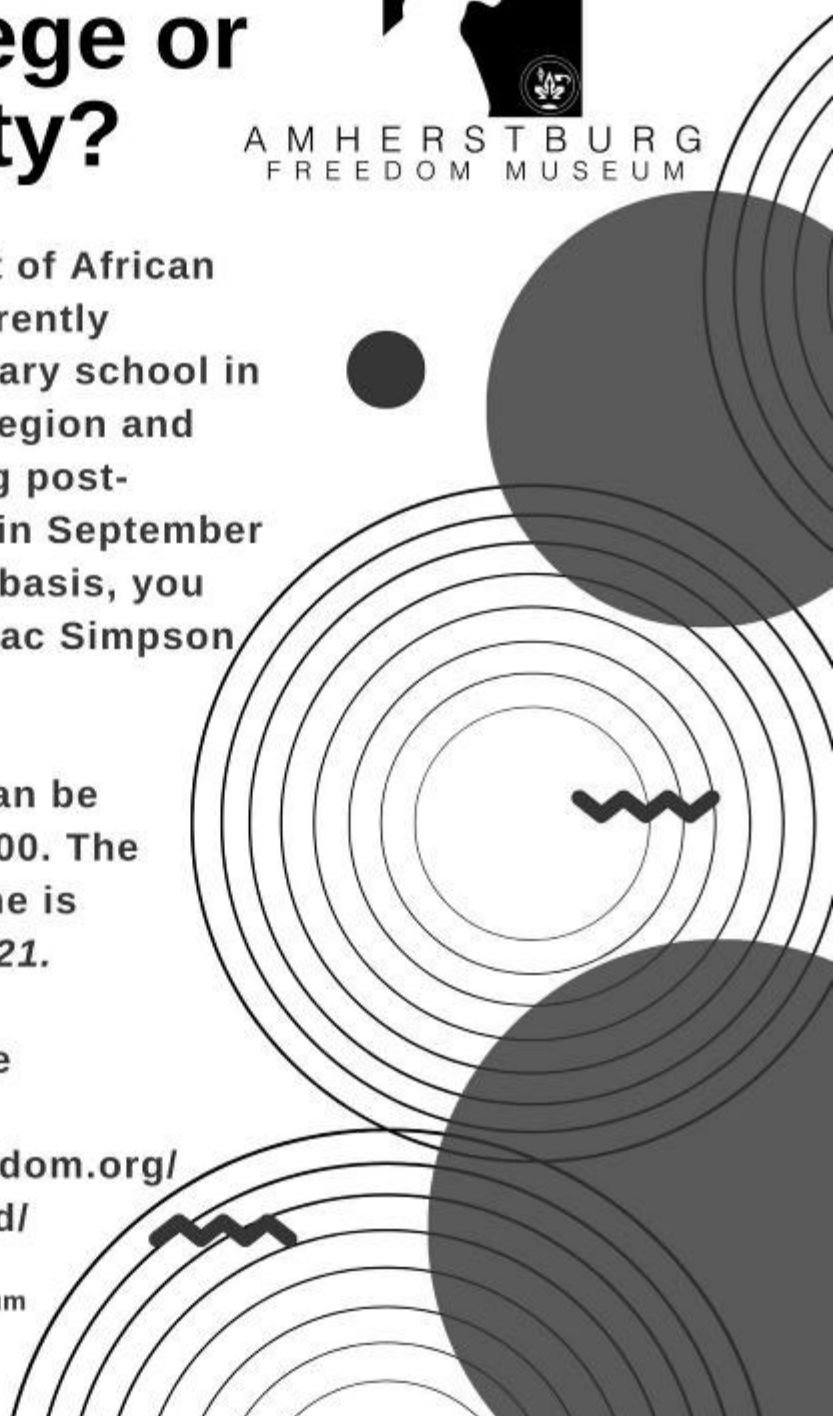 ege or
ty?
AMHERSTBURG
FREEDOM MUSEUM
t of African
rently
ary school in
egion and
g post-
in September
basis, you
ac Simpson
an be
00. The
ne is
21.
e
dom.org/
d/
um